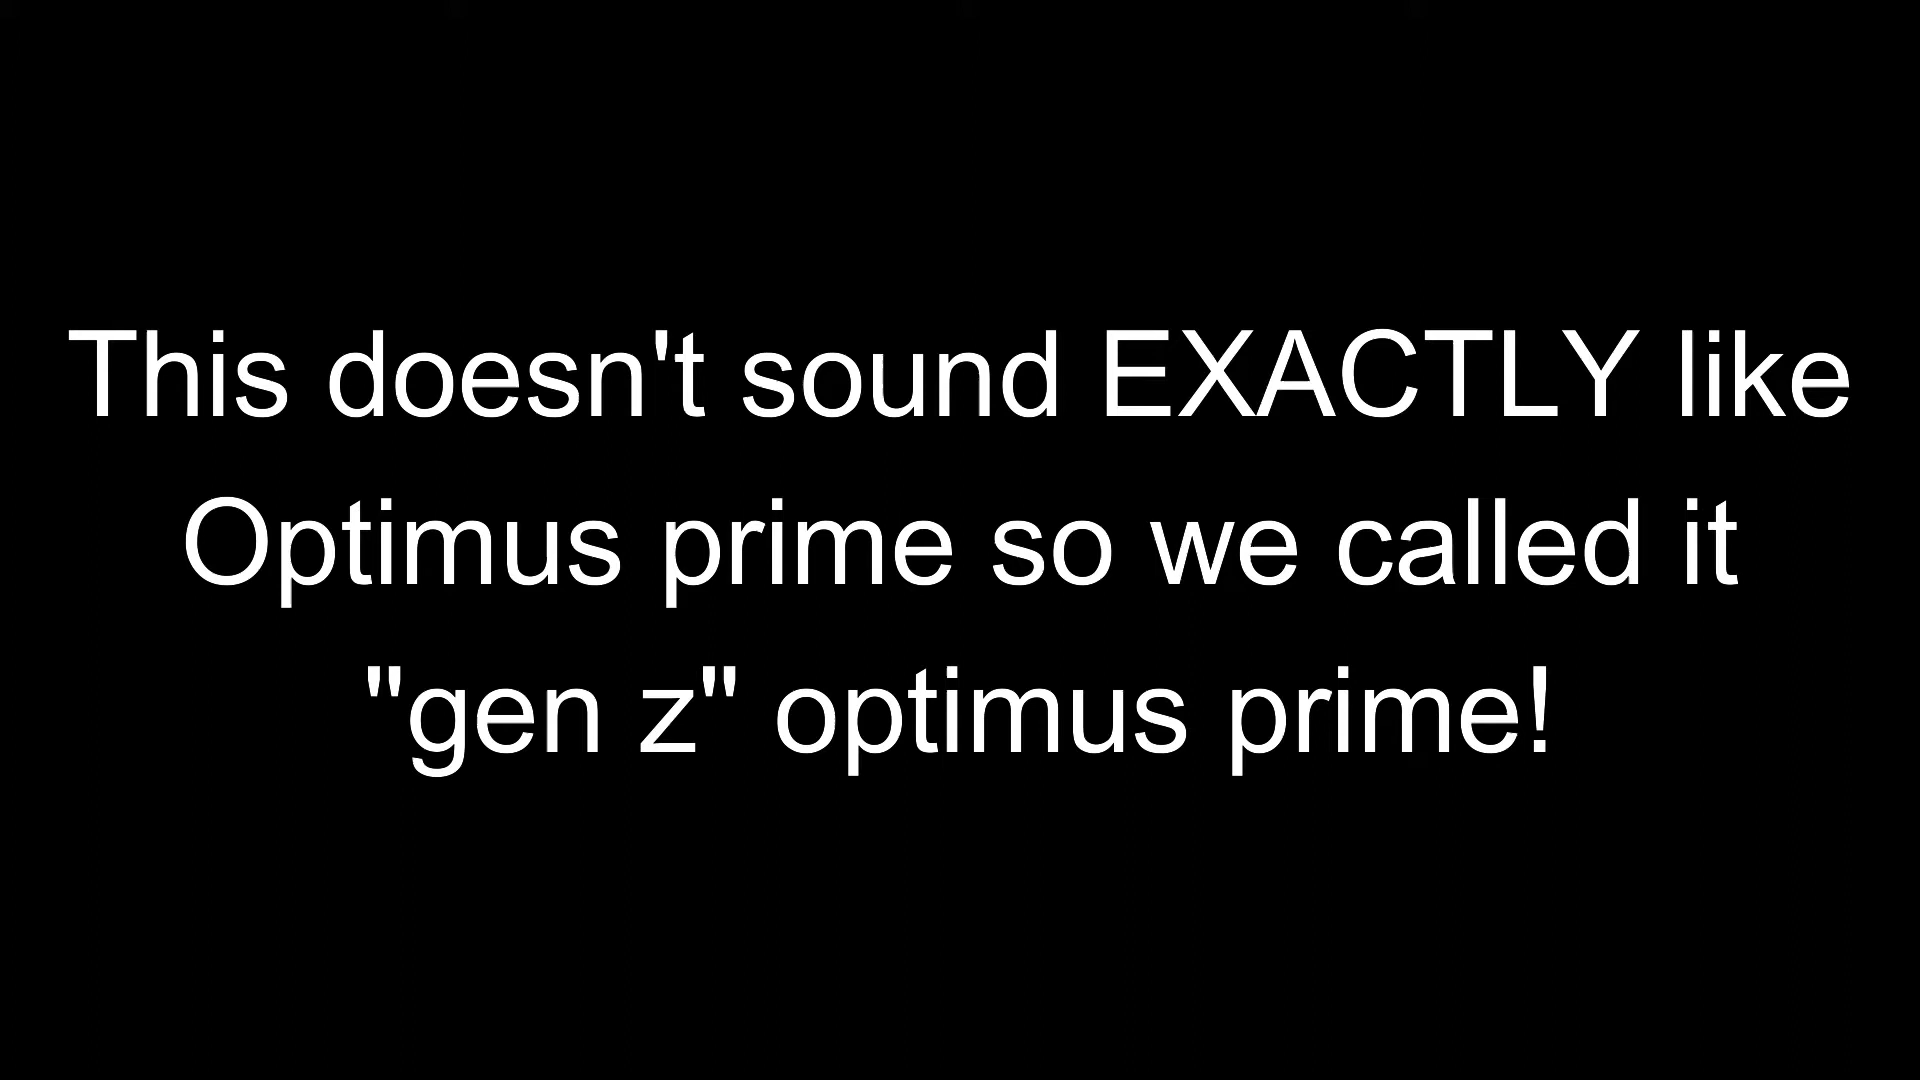 This doesn't sound EXACTLY like
Optimus prime so we called it
"gen z" optimus prime!